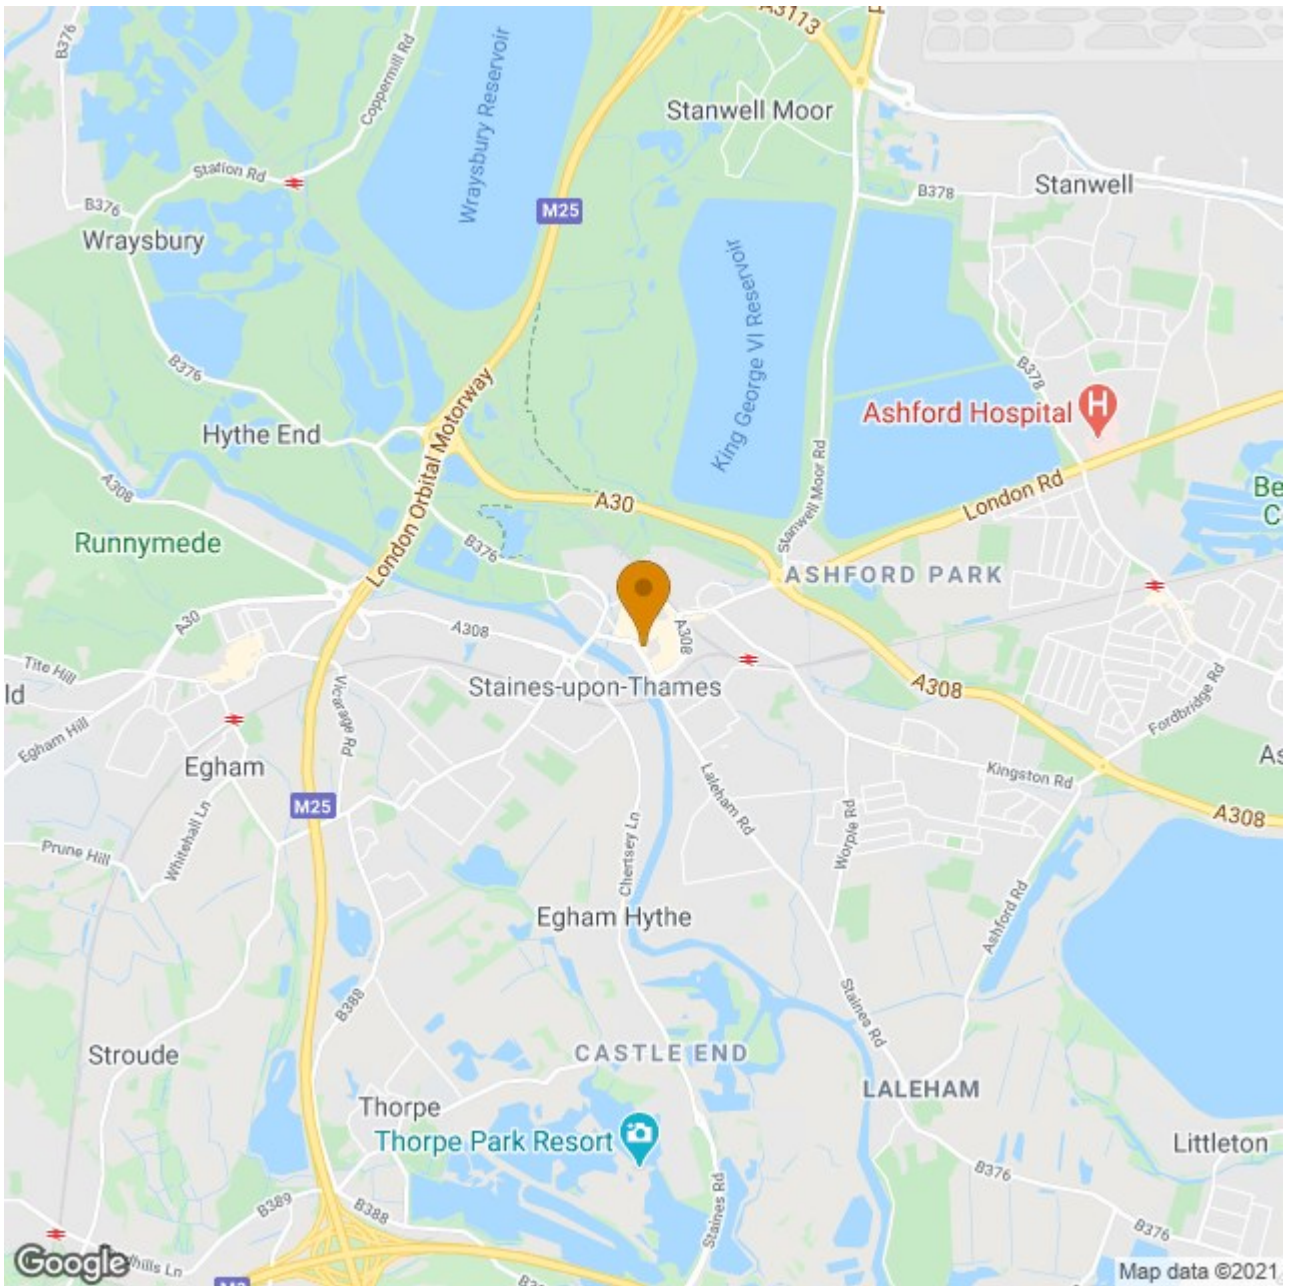 B376
Coppermill Rd
Wraysbury Reservoir
A3113
Stanwell Moor
Station Rd
B376
M25
B378
Stanwell
Wraysbury
King George VI Reservoir
B376
B378
Hythe End
London Orbital Motorway
Ashford Hospital
H
A308
A30
Stanwell Moor Rd
London Rd
Runnymede
B376
ASHFORD PARK
A30
A308
A308
Tite Hill
Staines-upon-Thames
A308
Fordbridge Rd
Egham Hill
Vicarage Rd
Egham
Laleham Rd
Kingston Rd
M25
A308
Whitehall Ln
Prune Hill
Chertsey Ln
Worple Rd
Egham Hythe
Ashford Rd
B388
Staines Rd
Stroude
CASTLE END
LALEHAM
Thorpe
Thorpe Park Resort
Littleton
B376
B389
B388
Staines Rd
B376
Google
Map data ©2021